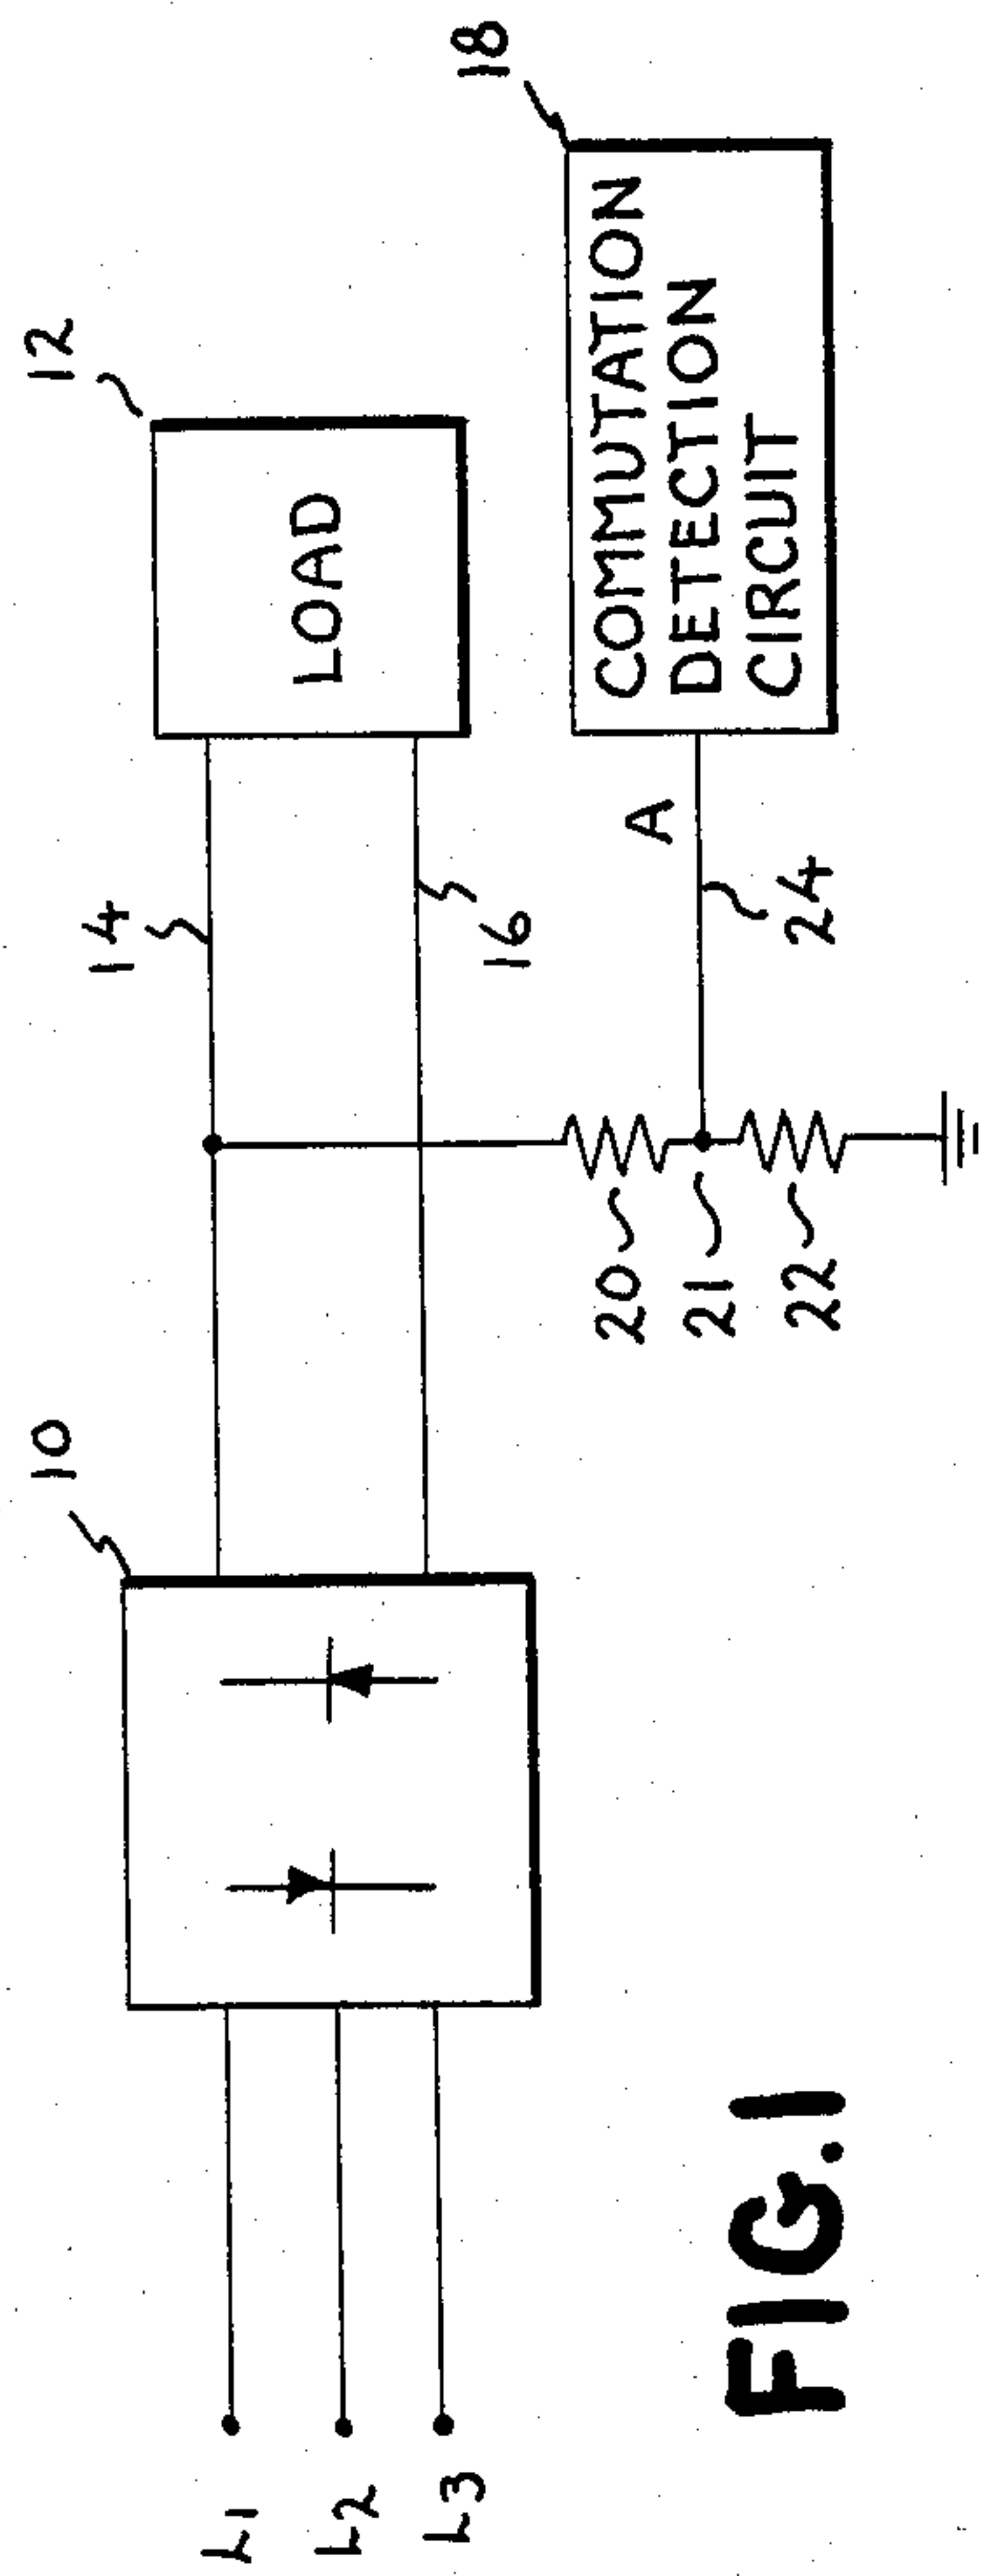 12
18
10
14
LOAD
16
COMMUTATION
DETECTION
CIRCUIT
A
24
20
21
22
L1
L2
L3
FIG.1